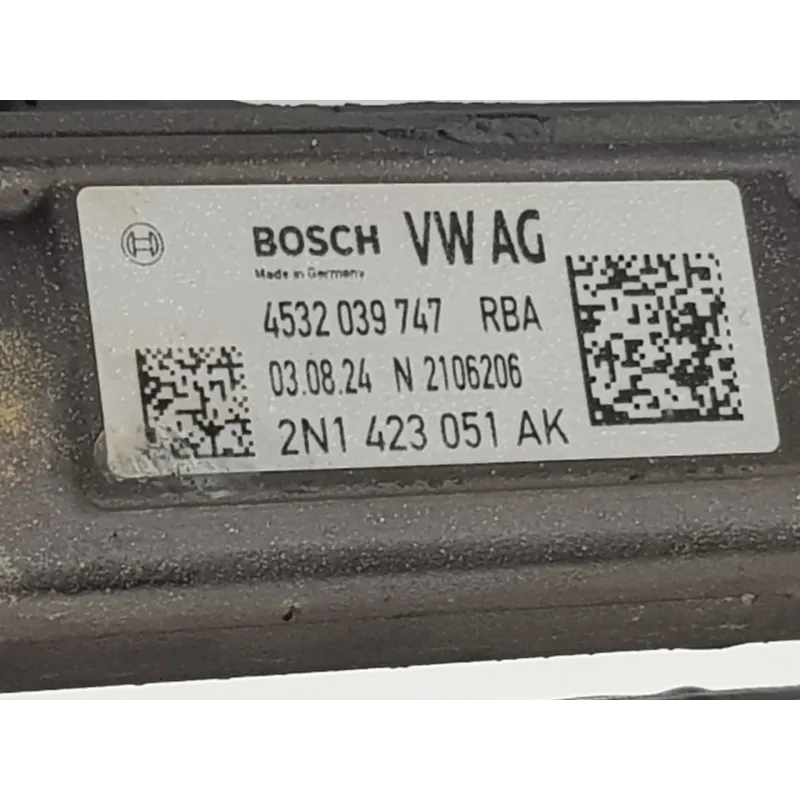 BOSCH VW AG
Made in Germany
4532 039 747 RBA
03.08.24 N 2106206
2N1 423 051 AK